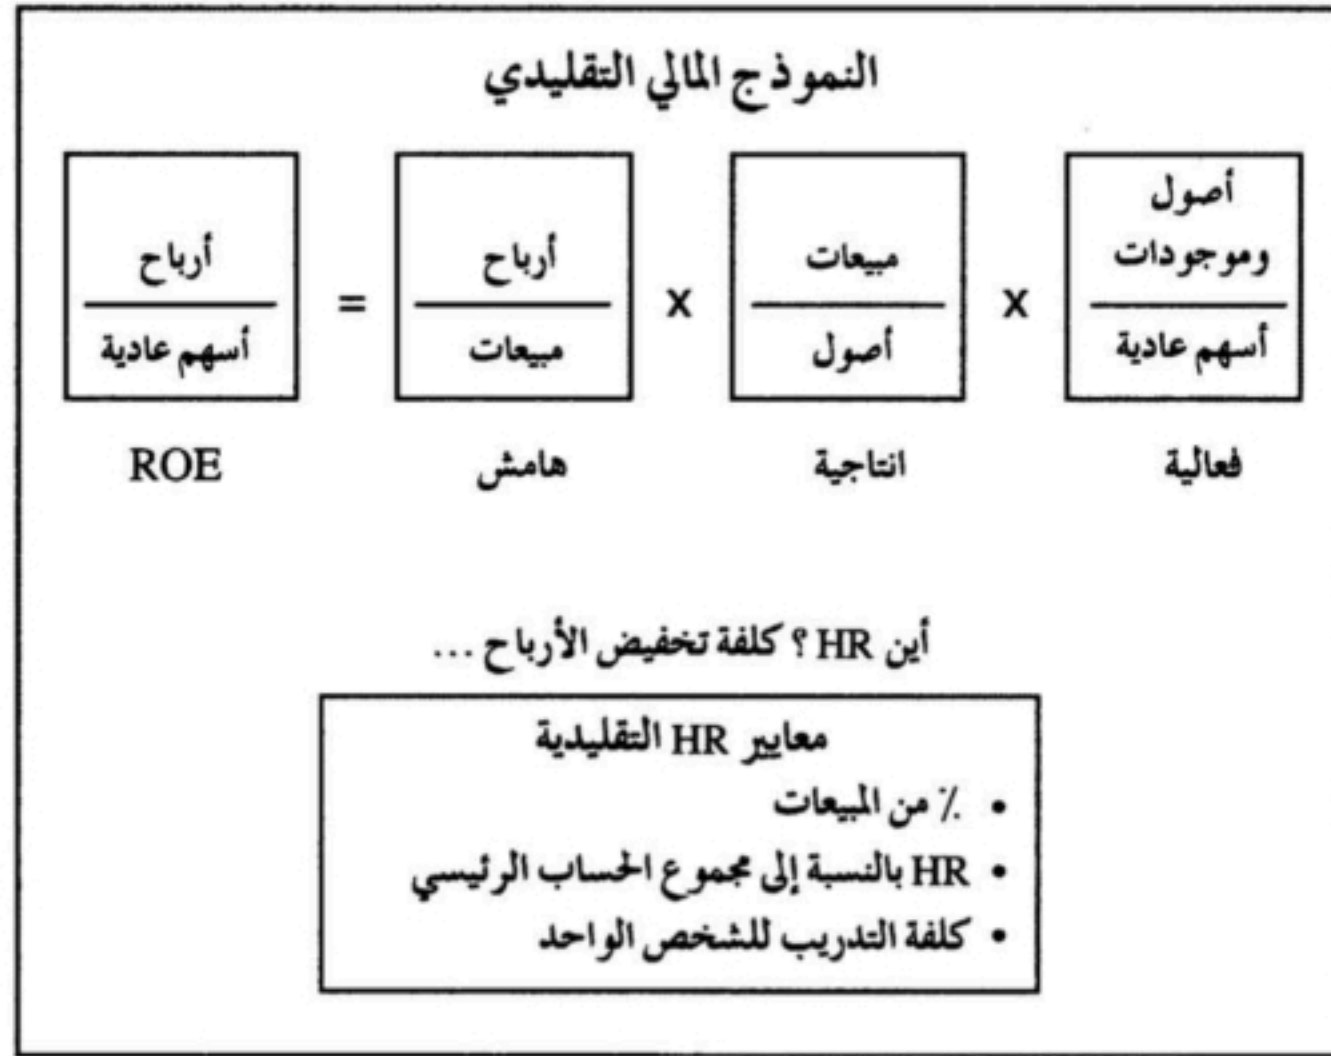 النموذج المالي التقليدي
أرباح = أرباح X مبيعات X أصول وموجودات
أسهم عادية مبيعات أصول أسهم عادية
ROE هامش انتاجية فعالية
أين HR ؟ كلفة تخفيض الأرباح ...
معايير HR التقليدية
• ٪ من المبيعات
• HR بالنسبة إلى مجموع الحساب الرئيسي
• كلفة التدريب للشخص الواحد